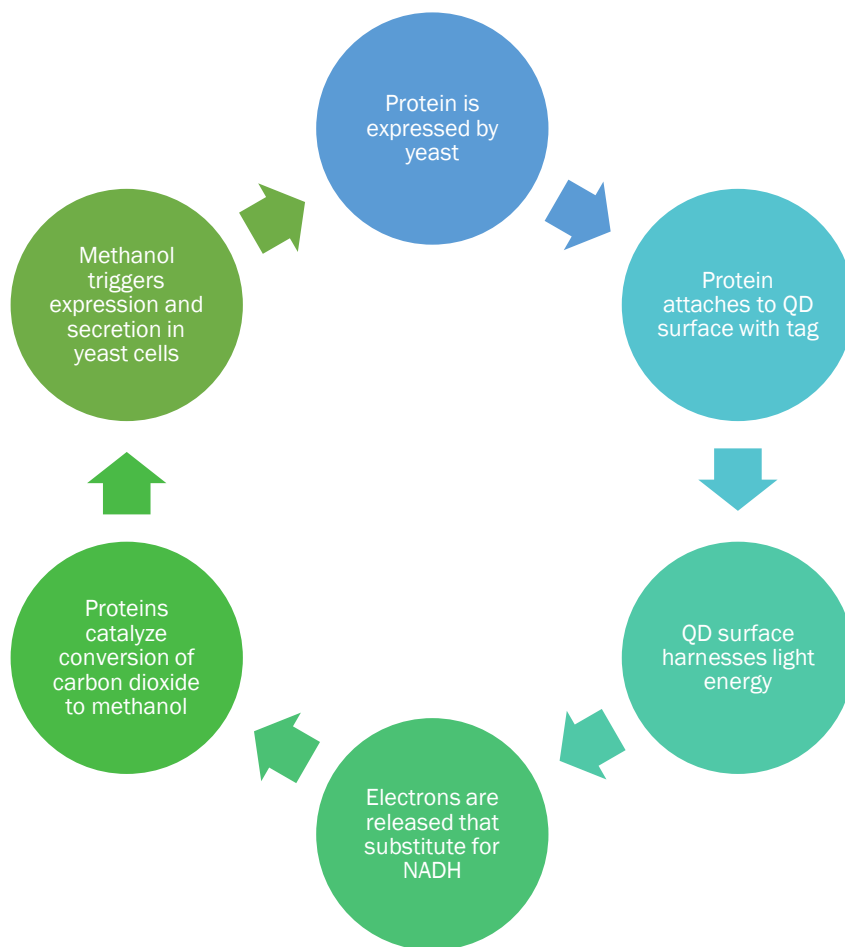 Protein is
expressed by
yeast
Protein
attaches to QD
surface with tag
QD surface
harnesses light
energy
Electrons are
released that
substitute for
NADH
Proteins
catalyze
conversion of
carbon dioxide
to methanol
Methanol
triggers
expression and
secretion in
yeast cells